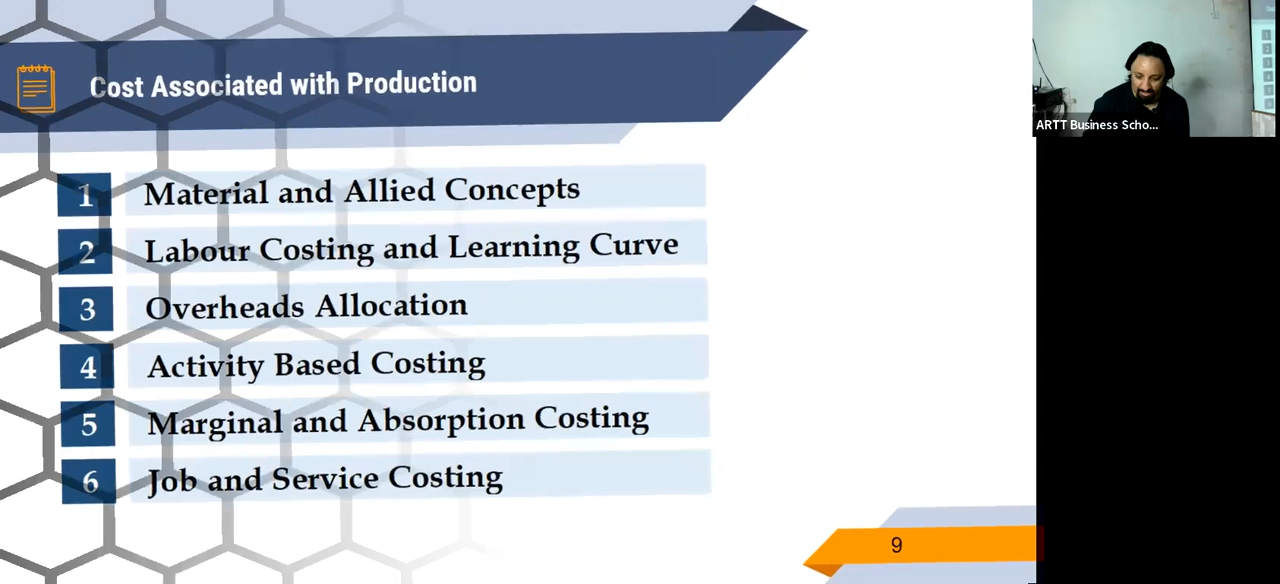 Cost Associated with Production
1 Material and Allied Concepts
2 Labour Costing and Learning Curve
3 Overheads Allocation
4 Activity Based Costing
5 Marginal and Absorption Costing
6 Job and Service Costing
9
ARTT Business Scho...